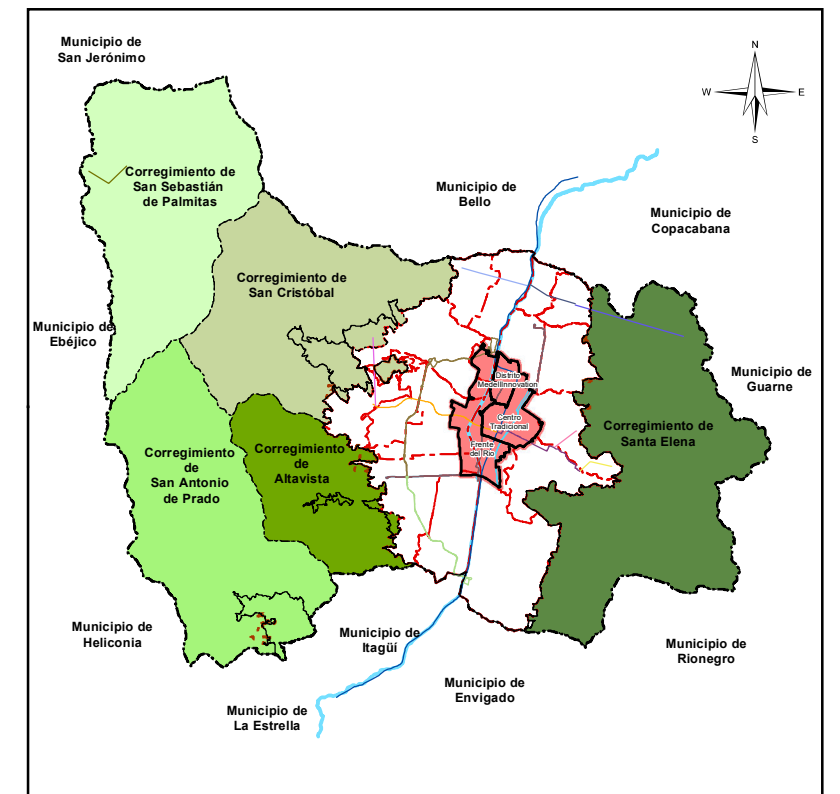 Municipio de
San Jerónimo
N
W
E
S
Corregimiento de
San Sebastián
de Palmitas
Municipio de
Bello
Municipio de
Copacabana
Corregimiento de
San Cristóbal
Municipio de
Ebéjico
Municipio de
Guarne
Distrito
Medellinnovation
Centro
Tradicional
Frente
del Río
Corregimiento de
Santa Elena
Corregimiento
de
San Antonio
de Prado
Corregimiento
de
Altavista
Municipio de
Heliconia
Municipio de
Itagüí
Municipio de
Rionegro
Municipio de
Envigado
Municipio de
La Estrella